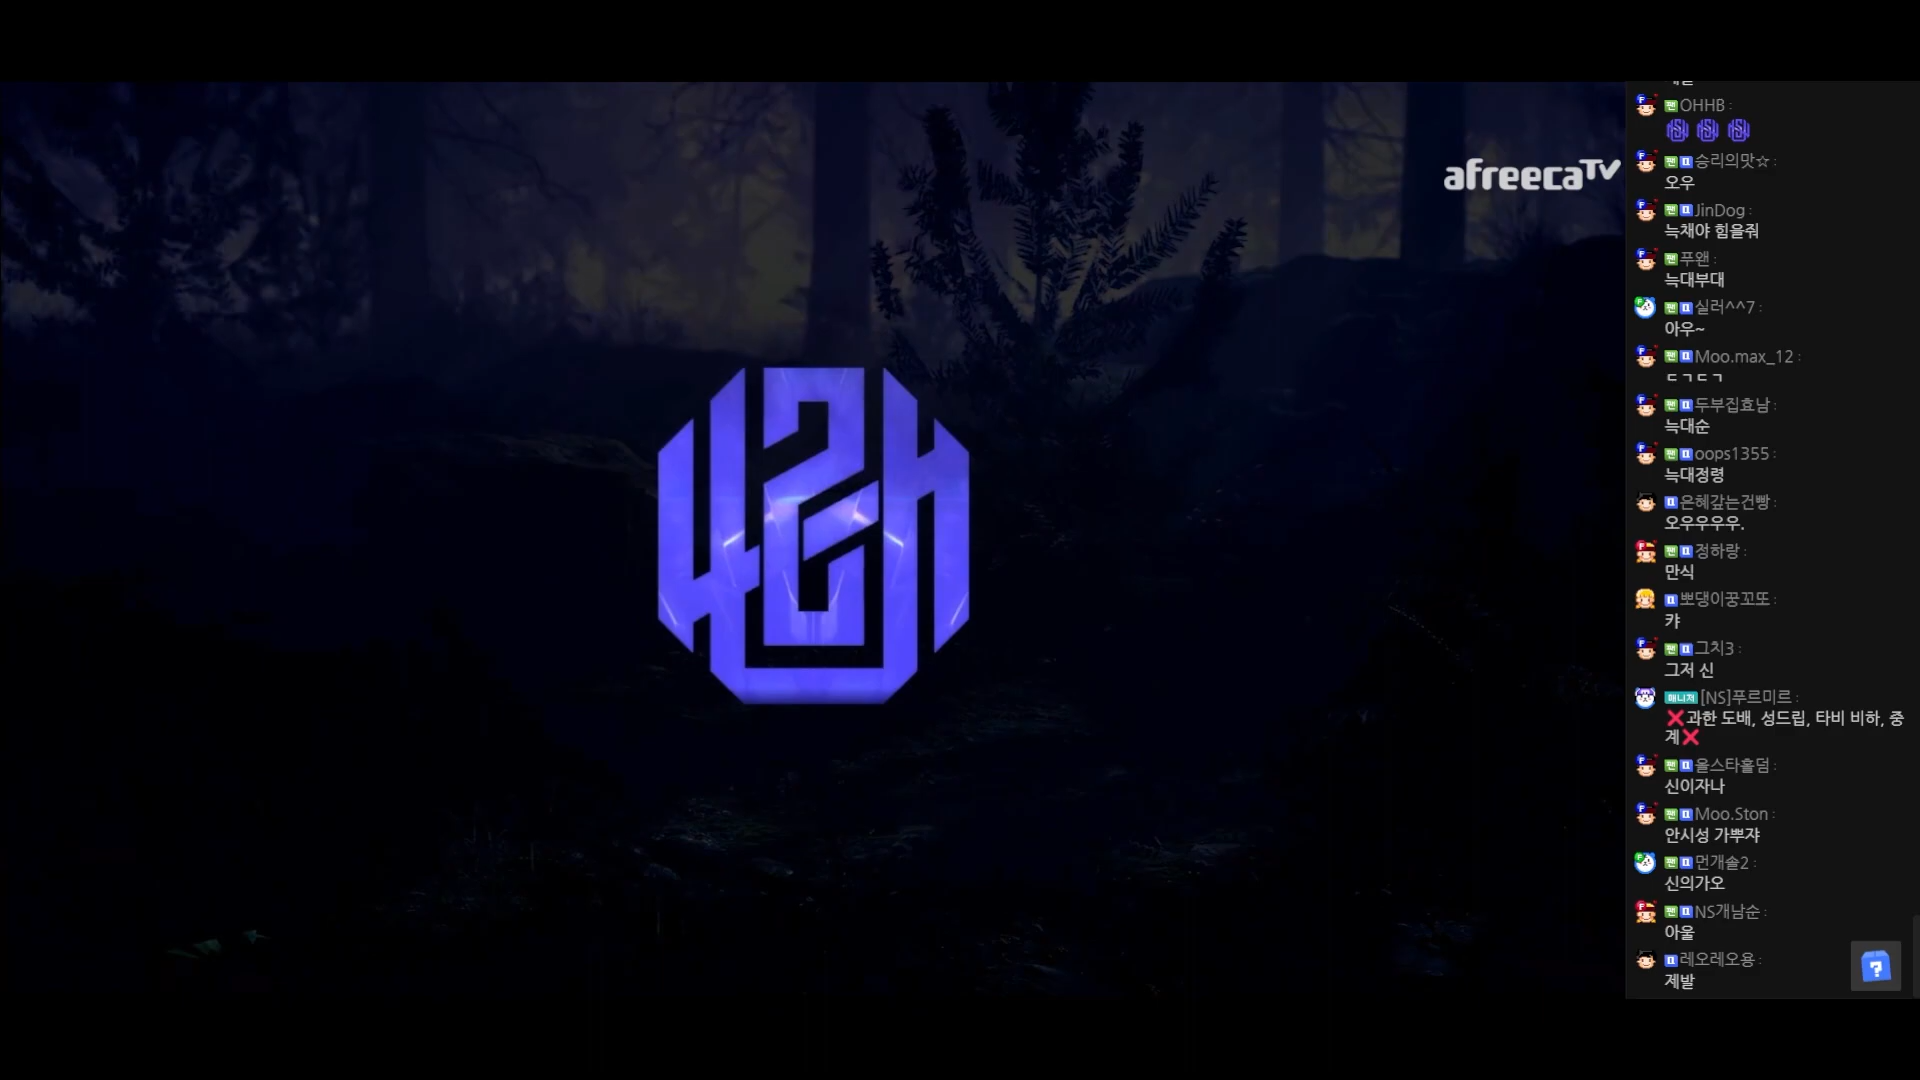 afreecaTV
OHHB :
승리의맛☆ :
오우
JinDog :
늑채야 힘을줘
푸왠 :
늑대부대
실러^^7 :
아우~
Moo.max_12 :
ㄷㄱㄷㄱ
두부집효남 :
늑대순
oops1355 :
늑대정령
은혜갚는건빵 :
오우우우우.
정하랑 :
만식
뽀댕이꿍꼬또 :
캬
그치3 :
그저 신
매니저 [NS]푸르미르 :
❌과한 도배, 성드립, 타비 비하, 중
계❌
올스타홀덤 :
신이자나
Moo.Ston :
안시성 가뿌쟈
먼개솔2 :
신의가오
NS개남순 :
아울
레오레오용 :
제발